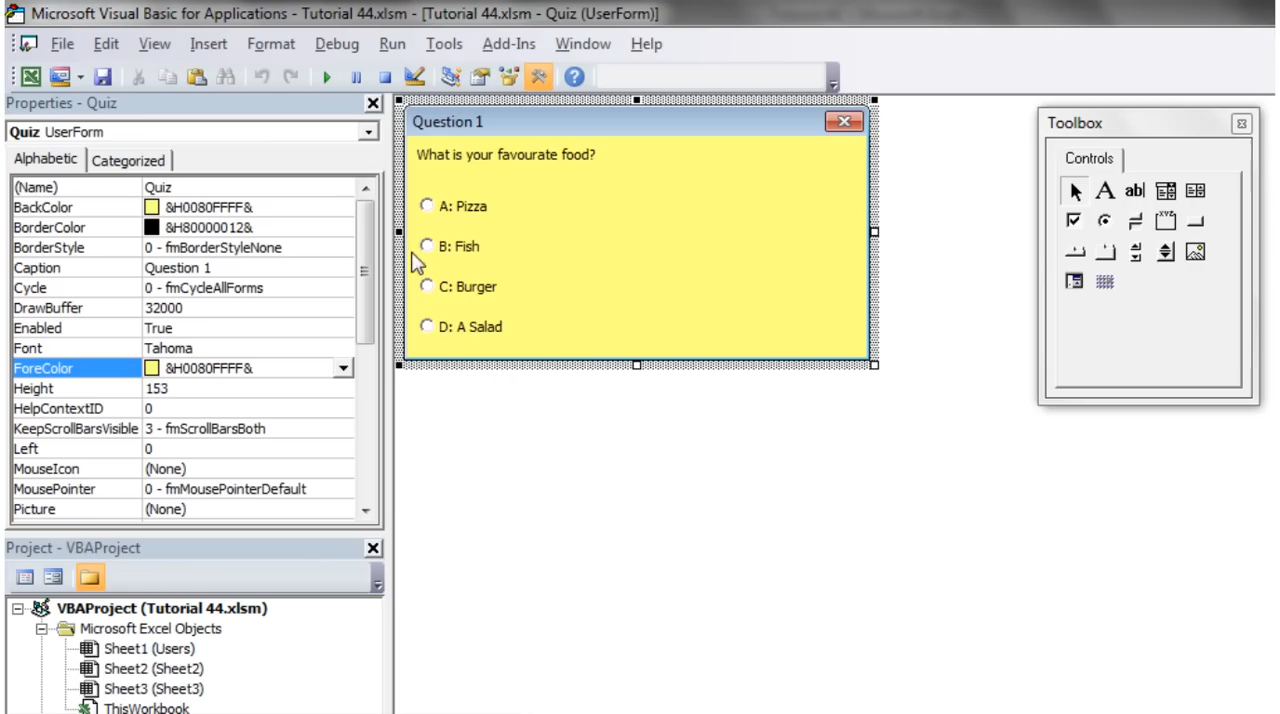 Microsoft Visual Basic for Applications - Tutorial 44.xlsm - [Tutorial 44.xlsm - Quiz (UserForm)]
File Edit View Insert Format Debug Run Tools Add-Ins Window Help
Properties - Quiz
Quiz UserForm
Alphabetic Categorized
(Name) Quiz
BackColor &H0080FFFF&
BorderColor &H80000012&
BorderStyle 0 - fmBorderStyleNone
Caption Question 1
Cycle 0 - fmCycleAllForms
DrawBuffer 32000
Enabled True
Font Tahoma
ForeColor &H0080FFFF&
Height 153
HelpContextID 0
KeepScrollBarsVisible 3 - fmScrollBarsBoth
Left 0
MouseIcon (None)
MousePointer 0 - fmMousePointerDefault
Picture (None)
Project - VBAProject
VBAProject (Tutorial 44.xlsm)
Microsoft Excel Objects
Sheet1 (Users)
Sheet2 (Sheet2)
Sheet3 (Sheet3)
ThisWorkbook
Question 1
What is your favourate food?
A: Pizza
B: Fish
C: Burger
D: A Salad
Toolbox
Controls
A ab|
XYZ